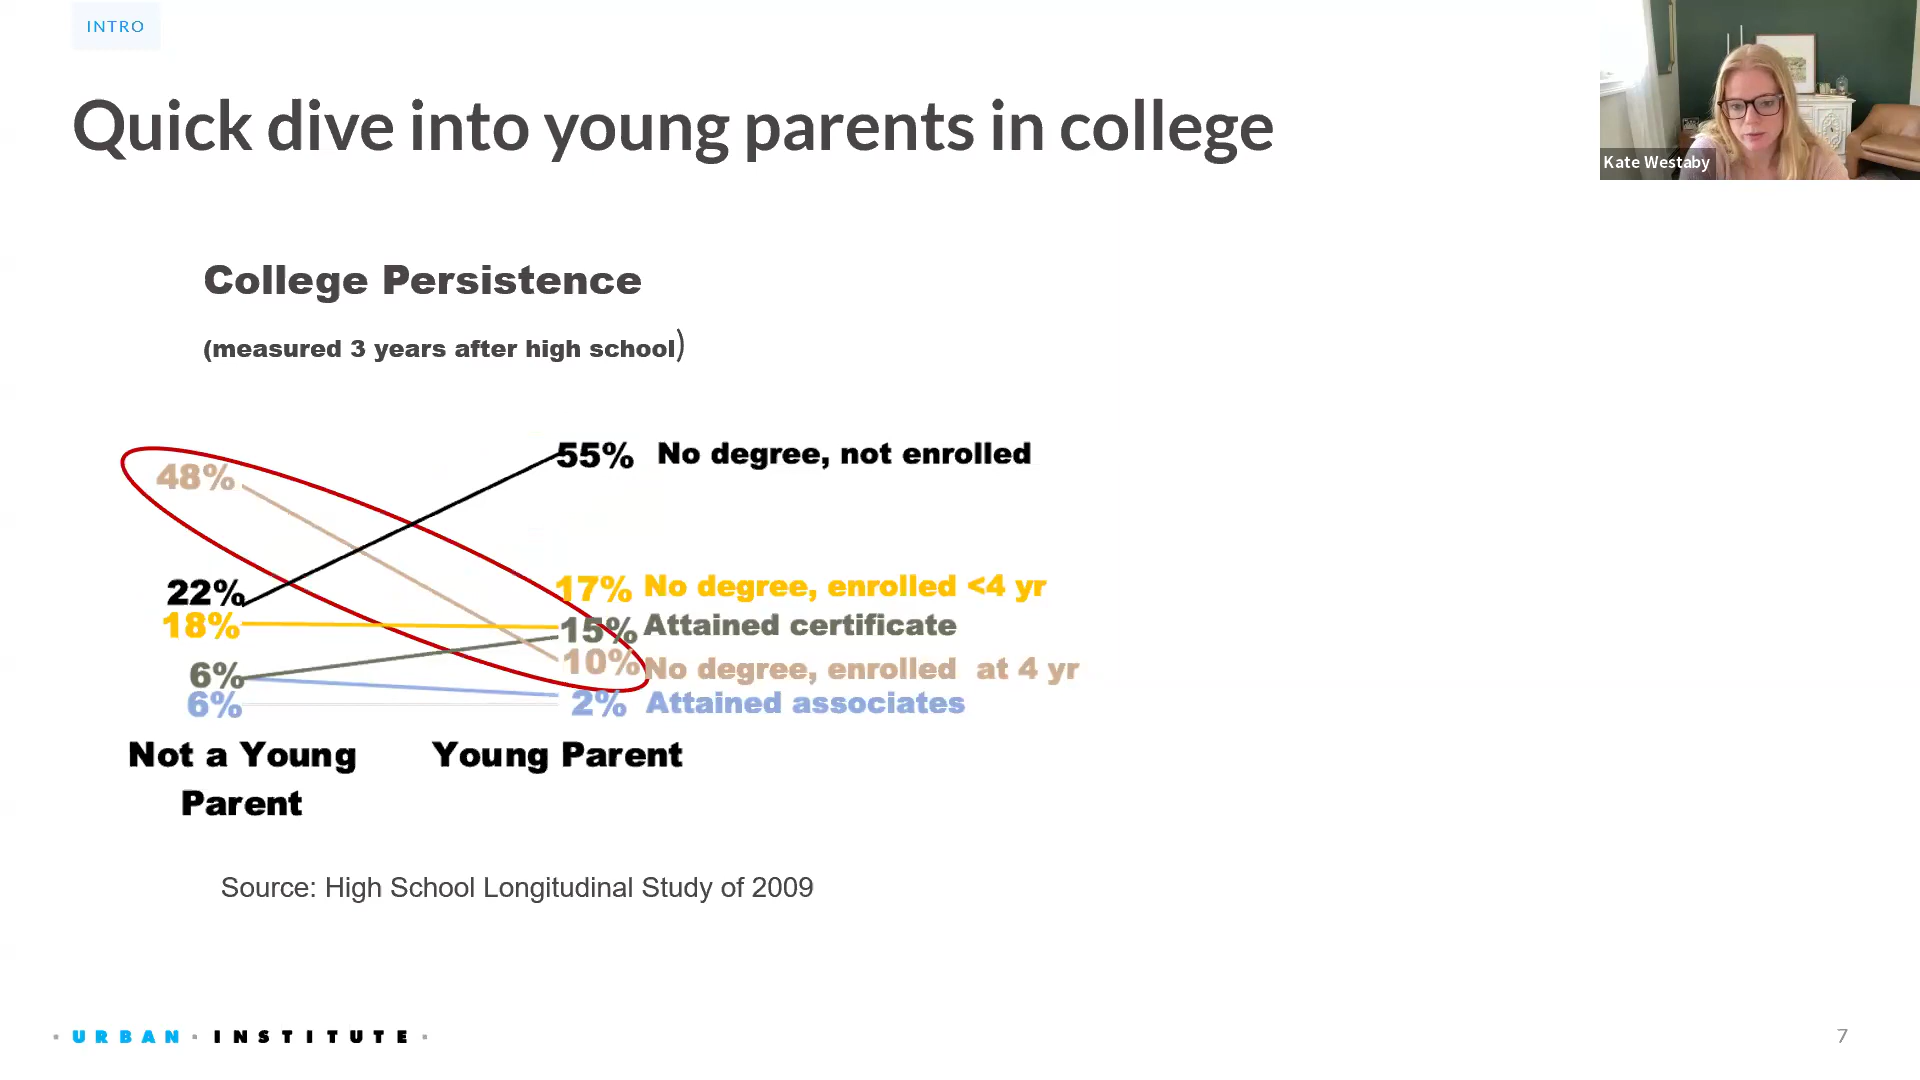 INTRO
Quick dive into young parents in college
Kate Westaby
College Persistence
(measured 3 years after high school)
55% No degree, not enrolled
48%
22%
17% No degree, enrolled <4 yr
18%
15% Attained certificate
10% No degree, enrolled at 4 yr
6%
6%
2% Attained associates
Not a Young Parent
Young Parent
Source: High School Longitudinal Study of 2009
· URBAN · INSTITUTE ·
7